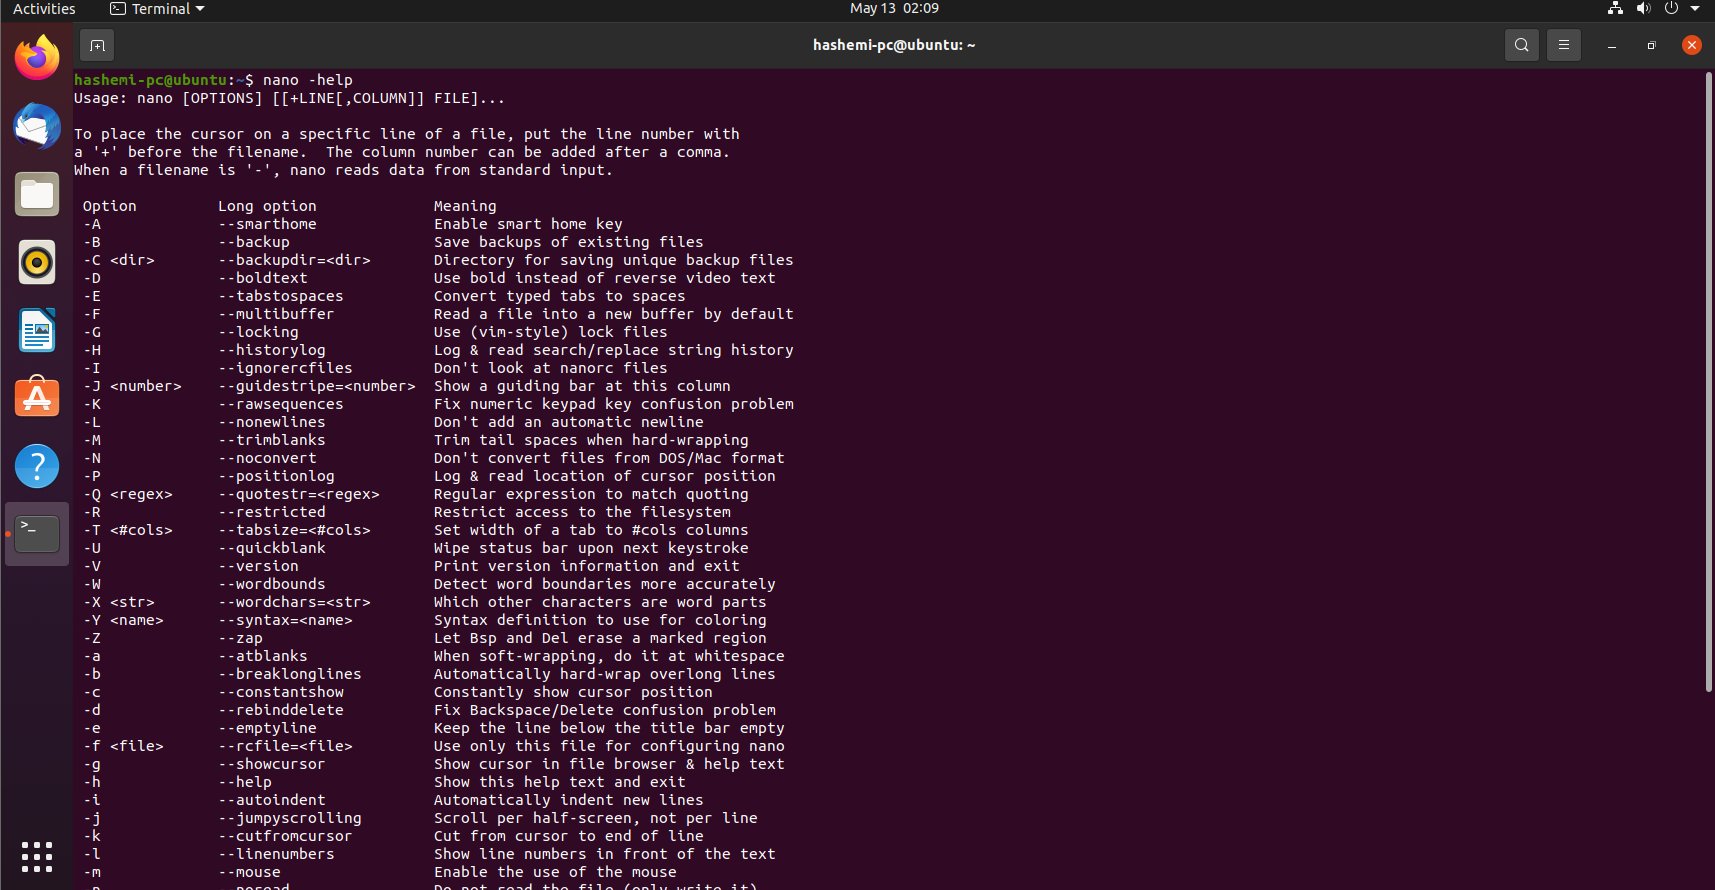 Activities Terminal May 13 02:09
hashemi-pc@ubuntu: ~
hashemi-pc@ubuntu:~$ nano -help
Usage: nano [OPTIONS] [[+LINE[,COLUMN]] FILE]...
To place the cursor on a specific line of a file, put the line number with
a '+' before the filename.  The column number can be added after a comma.
When a filename is '-', nano reads data from standard input.
Option Long option Meaning
-A --smarthome Enable smart home key
-B --backup Save backups of existing files
-C <dir> --backupdir=<dir> Directory for saving unique backup files
-D --boldtext Use bold instead of reverse video text
-E --tabstospaces Convert typed tabs to spaces
-F --multibuffer Read a file into a new buffer by default
-G --locking Use (vim-style) lock files
-H --historylog Log & read search/replace string history
-I --ignorercfiles Don't look at nanorc files
-J <number> --guidestripe=<number> Show a guiding bar at this column
-K --rawsequences Fix numeric keypad key confusion problem
-L --nonewlines Don't add an automatic newline
-M --trimblanks Trim tail spaces when hard-wrapping
-N --noconvert Don't convert files from DOS/Mac format
-P --positionlog Log & read location of cursor position
-Q <regex> --quotestr=<regex> Regular expression to match quoting
-R --restricted Restrict access to the filesystem
-T <#cols> --tabsize=<#cols> Set width of a tab to #cols columns
-U --quickblank Wipe status bar upon next keystroke
-V --version Print version information and exit
-W --wordbounds Detect word boundaries more accurately
-X <str> --wordchars=<str> Which other characters are word parts
-Y <name> --syntax=<name> Syntax definition to use for coloring
-Z --zap Let Bsp and Del erase a marked region
-a --atblanks When soft-wrapping, do it at whitespace
-b --breaklonglines Automatically hard-wrap overlong lines
-c --constantshow Constantly show cursor position
-d --rebinddelete Fix Backspace/Delete confusion problem
-e --emptyline Keep the line below the title bar empty
-f <file> --rcfile=<file> Use only this file for configuring nano
-g --showcursor Show cursor in file browser & help text
-h --help Show this help text and exit
-i --autoindent Automatically indent new lines
-j --jumpyscrolling Scroll per half-screen, not per line
-k --cutfromcursor Cut from cursor to end of line
-l --linenumbers Show line numbers in front of the text
-m --mouse Enable the use of the mouse
-n --noread Do not read the file (only write it)